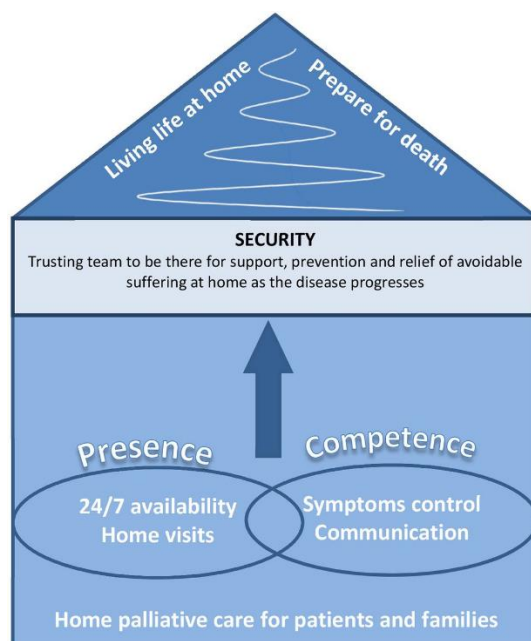 Living life at home
Prepare for death
SECURITY
Trusting team to be there for support, prevention and relief of avoidable
suffering at home as the disease progresses
Presence
Competence
24/7 availability
Home visits
Symptoms control
Communication
Home palliative care for patients and families